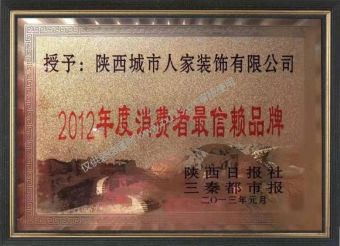 授予：陕西城市人家装饰有限公司
2012年度消费者最信赖品牌
陕西日报社
三秦都市报
二〇一三年元月